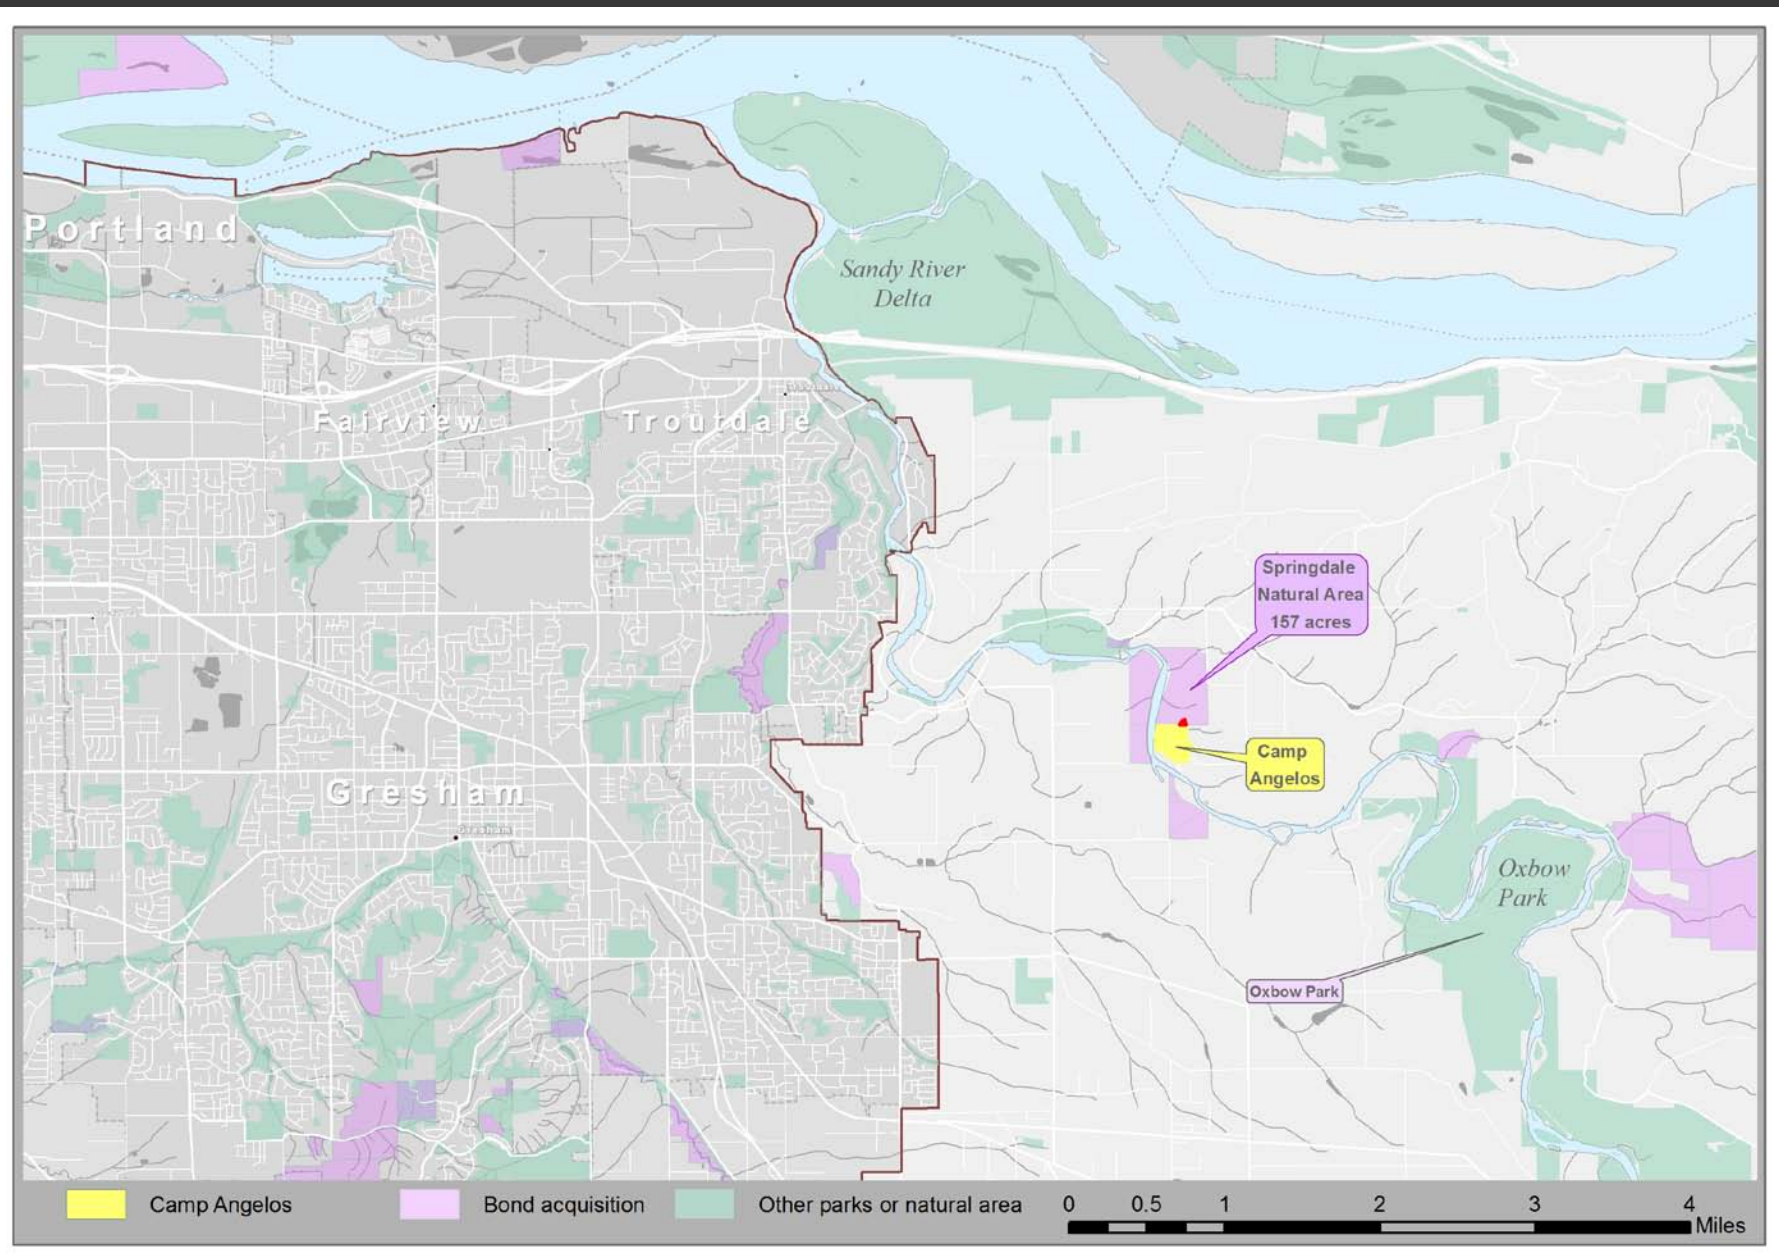 Portland
Sandy River
Delta
Fairview
Troutdale
Springdale
Natural Area
157 acres
Camp
Angelos
Gresham
Gresham
Oxbow
Park
Oxbow Park
Camp Angelos
Bond acquisition
Other parks or natural area
0
0.5
1
2
3
4
Miles